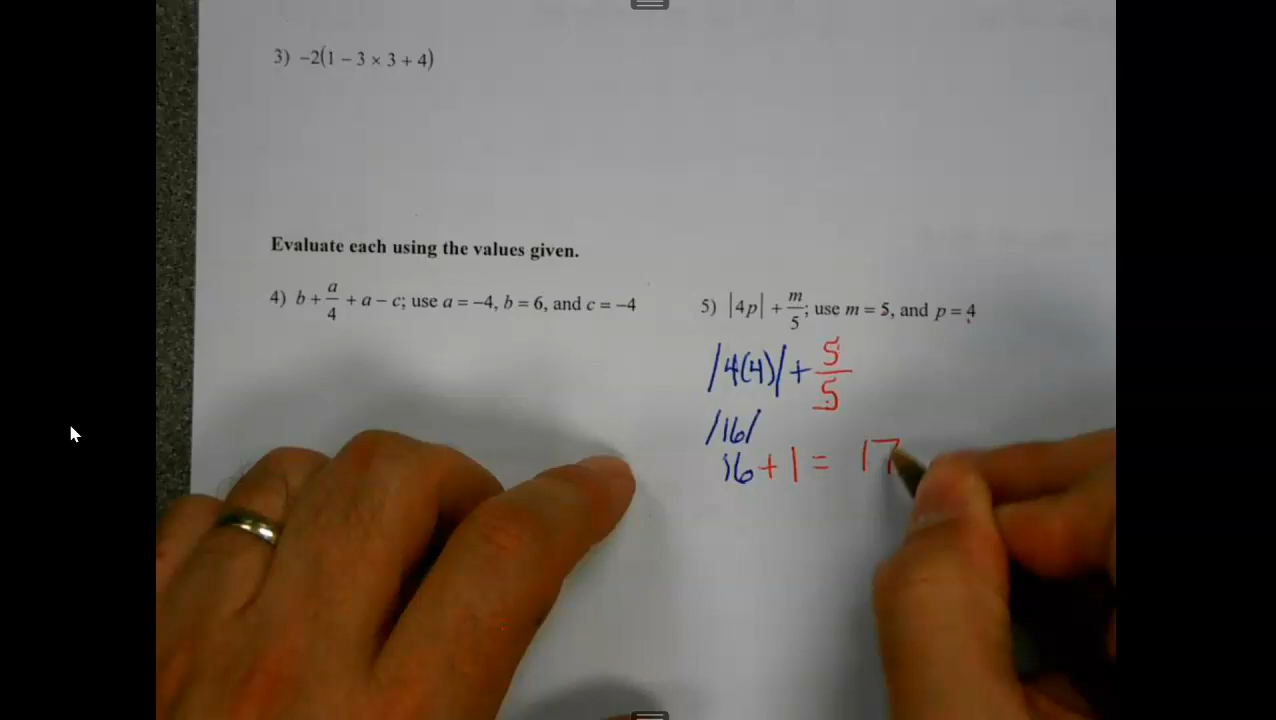 3) −2(1 − 3 × 3 + 4)
Evaluate each using the values given.
4) b + a/4 + a − c; use a = −4, b = 6, and c = −4
5) |4p| + m/5; use m = 5, and p = 4
|4(4)| + 5/5
|16|
16 + 1 = 17